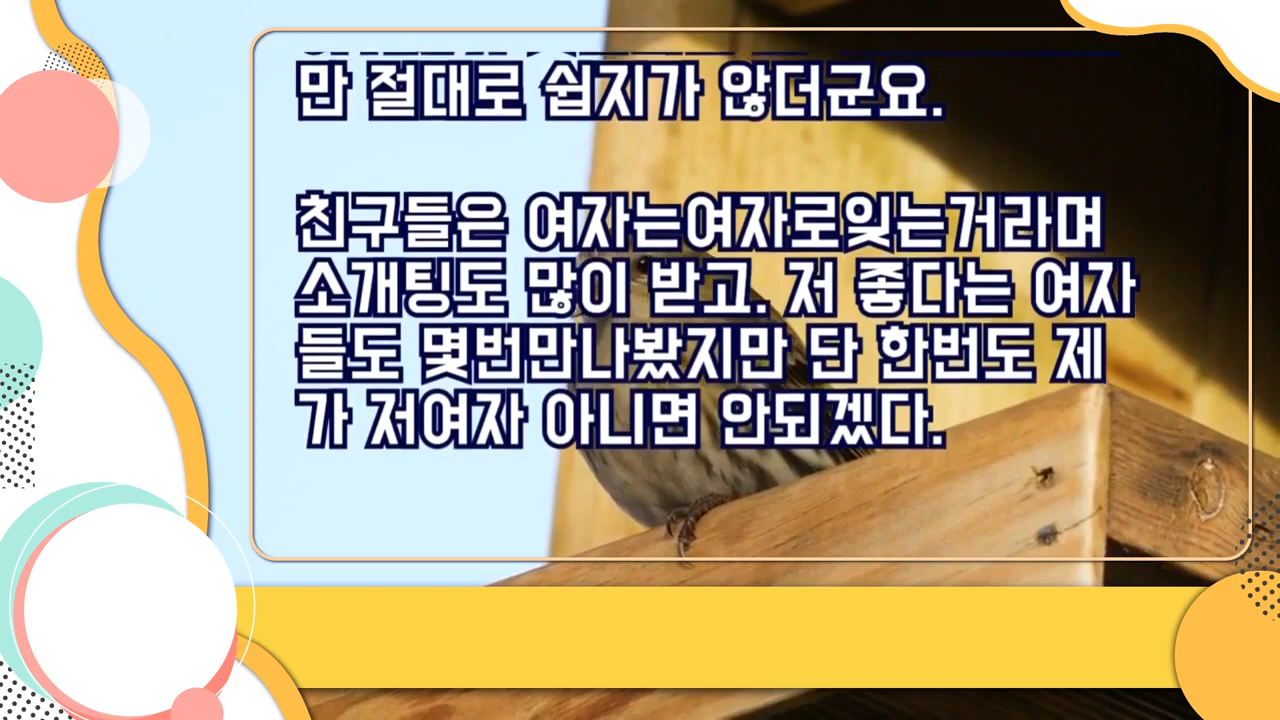 만 절대로 쉽지가 않더군요.
친구들은 여자는여자로잊는거라며
소개팅도 많이 받고. 저 좋다는 여자
들도 몇번만나봤지만 단 한번도 제
가 저여자 아니면 안되겠다.